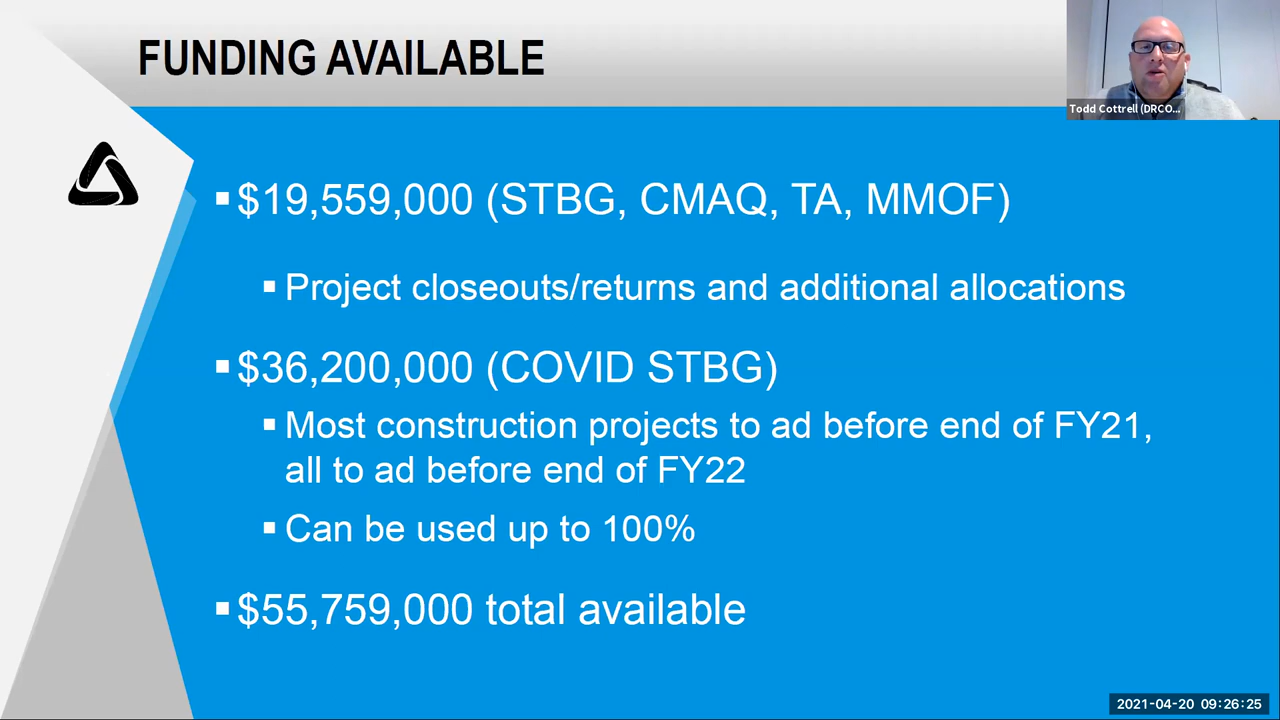 FUNDING AVAILABLE
Todd Cottrell (DRCO...
▪$19,559,000 (STBG, CMAQ, TA, MMOF)
▪Project closeouts/returns and additional allocations
▪$36,200,000 (COVID STBG)
▪Most construction projects to ad before end of FY21,
all to ad before end of FY22
▪Can be used up to 100%
▪$55,759,000 total available
2021-04-20 09:26:25